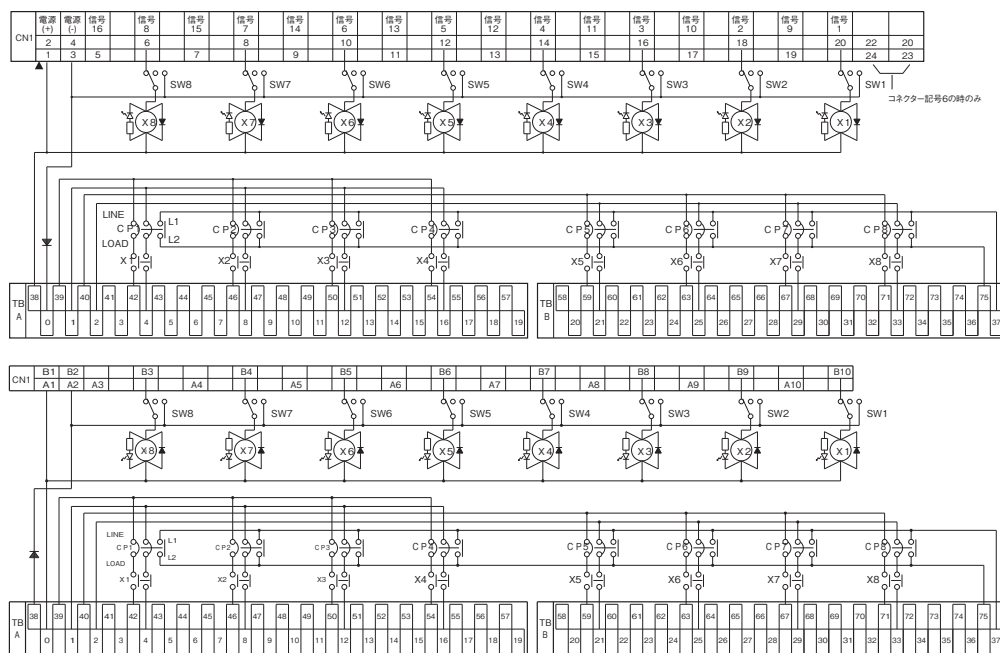 CN1 電源(+) 電源(-) 信号16 信号8 信号15 信号7 信号14 信号6 信号13 信号5 信号12 信号4 信号11 信号3 信号10 信号2 信号9 信号1
2 4 6 8 10 12 14 16 18 20 22 20
1 3 5 7 9 11 13 15 17 19 24 23
SW8 SW7 SW6 SW5 SW4 SW3 SW2 SW1
コネクター記号6の時のみ
X8 X7 X6 X5 X4 X3 X2 X1
LINE L1
CP1 CP2 CP3 CP4 CP5 CP6 CP7 CP8
LOAD L2
X1 X2 X3 X4 X5 X6 X7 X8
TB A
38 39 40 41 42 43 44 45 46 47 48 49 50 51 52 53 54 55 56 57
0 1 2 3 4 5 6 7 8 9 10 11 12 13 14 15 16 17 18 19
TB B
58 59 60 61 62 63 64 65 66 67 68 69 70 71 72 73 74 75
20 21 22 23 24 25 26 27 28 29 30 31 32 33 34 35 36 37
CN1
B1 B2 B3 B4 B5 B6 B7 B8 B9 B10
A1 A2 A3 A4 A5 A6 A7 A8 A9 A10
SW8 SW7 SW6 SW5 SW4 SW3 SW2 SW1
X8 X7 X6 X5 X4 X3 X2 X1
LINE L1
CP1 CP2 CP3 CP4 CP5 CP6 CP7 CP8
LOAD L2
X1 X2 X3 X4 X5 X6 X7 X8
TB A
38 39 40 41 42 43 44 45 46 47 48 49 50 51 52 53 54 55 56 57
0 1 2 3 4 5 6 7 8 9 10 11 12 13 14 15 16 17 18 19
TB B
58 59 60 61 62 63 64 65 66 67 68 69 70 71 72 73 74 75
20 21 22 23 24 25 26 27 28 29 30 31 32 33 34 35 36 37